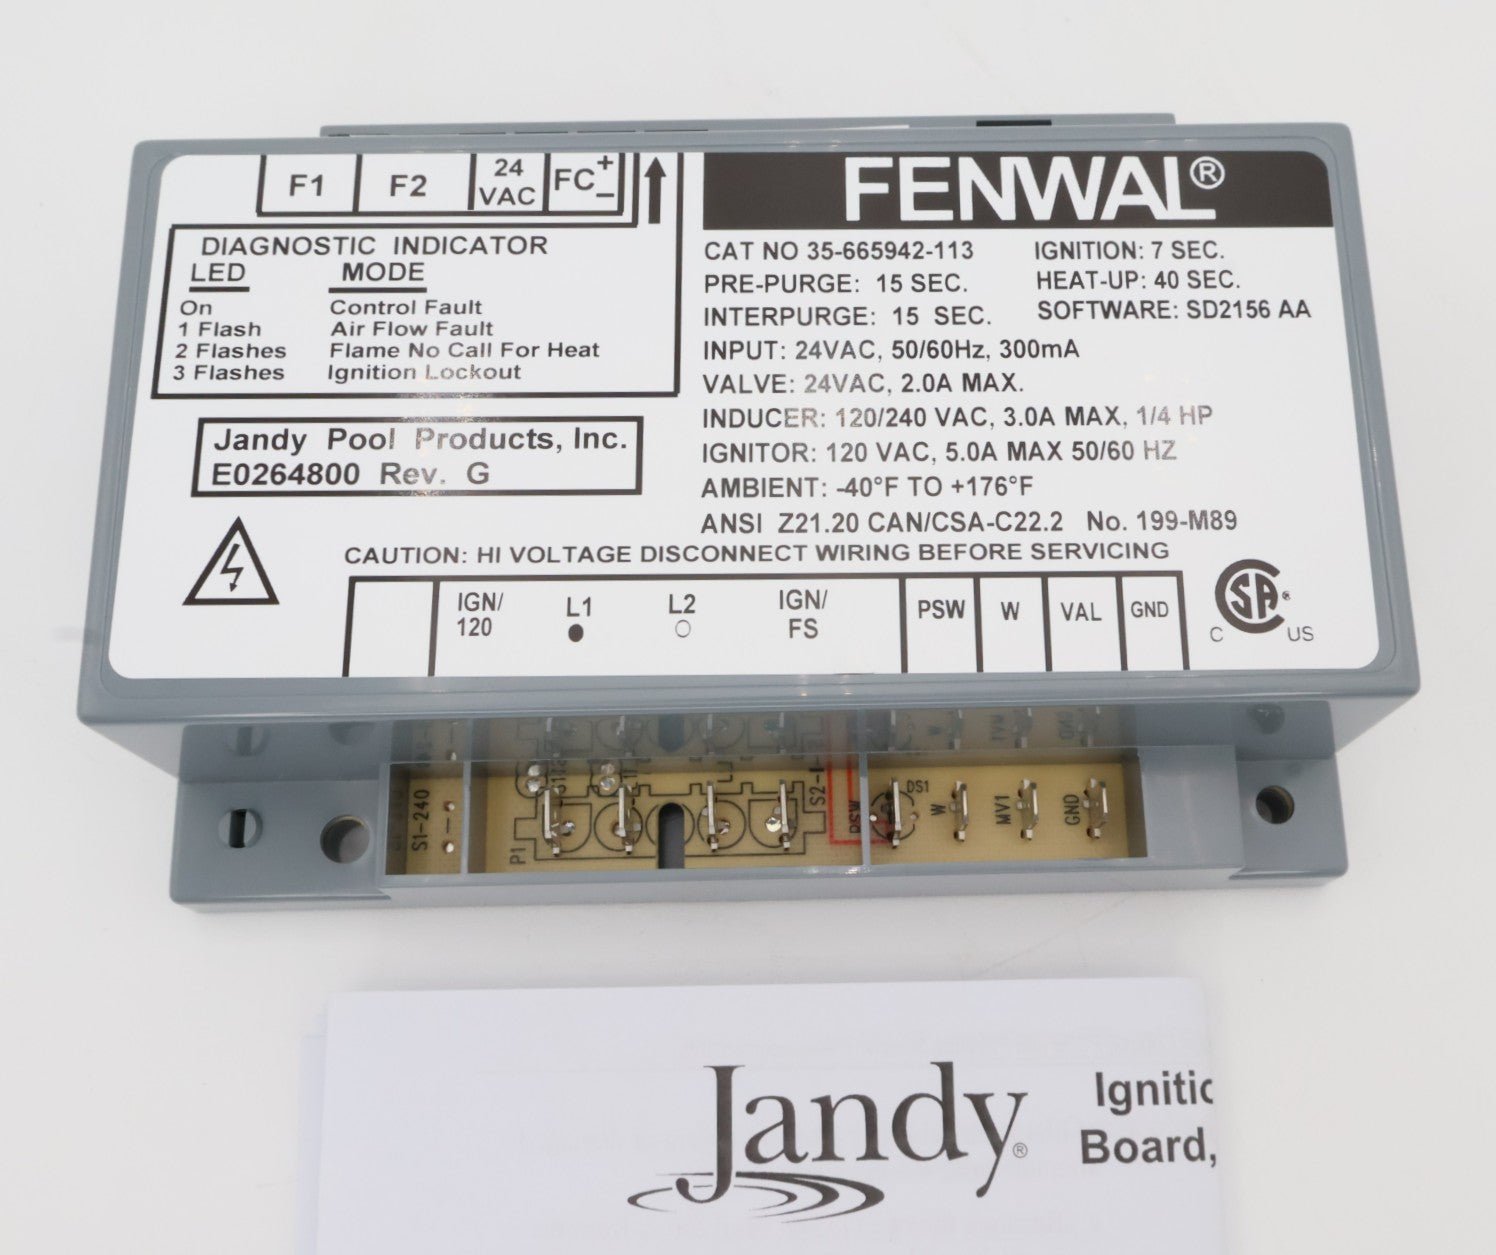 F1 F2 24 VAC FC + -
FENWAL®
DIAGNOSTIC INDICATOR
LED MODE
On Control Fault
1 Flash Air Flow Fault
2 Flashes Flame No Call For Heat
3 Flashes Ignition Lockout
CAT NO 35-665942-113 IGNITION: 7 SEC.
PRE-PURGE: 15 SEC. HEAT-UP: 40 SEC.
INTERPURGE: 15 SEC. SOFTWARE: SD2156 AA
INPUT: 24VAC, 50/60Hz, 300mA
VALVE: 24VAC, 2.0A MAX.
INDUCER: 120/240 VAC, 3.0A MAX, 1/4 HP
IGNITOR: 120 VAC, 5.0A MAX 50/60 HZ
AMBIENT: -40°F TO +176°F
ANSI Z21.20 CAN/CSA-C22.2 No. 199-M89
Jandy Pool Products, Inc.
E0264800 Rev. G
CAUTION: HI VOLTAGE DISCONNECT WIRING BEFORE SERVICING
IGN/ 120 L1 L2 IGN/ FS PSW W VAL GND
C SA® US
S1-240 P1 PSW DS1 W MV1 GND
Jandy®
Ignitic
Board,